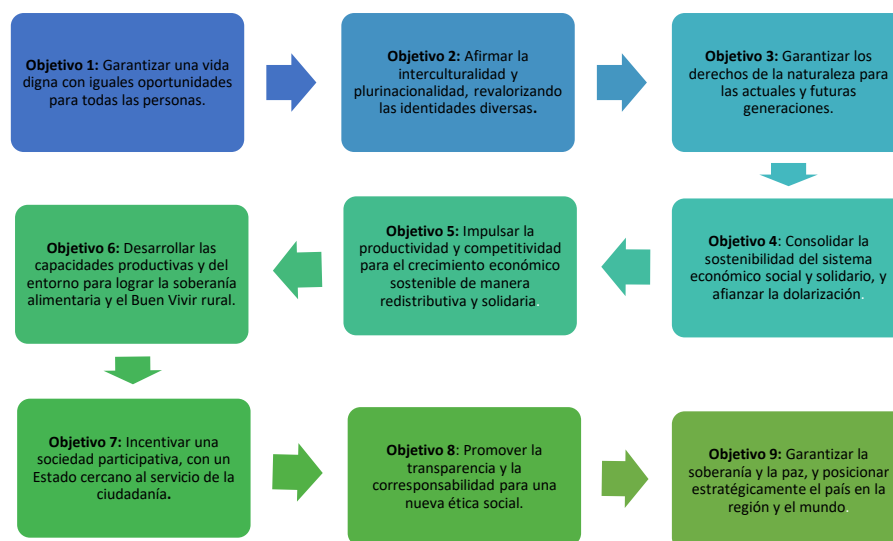 Objetivo 1: Garantizar una vida
digna con iguales oportunidades
para todas las personas.
Objetivo 2: Afirmar la
interculturalidad y
plurinacionalidad, revalorizando
las identidades diversas.
Objetivo 3: Garantizar los
derechos de la naturaleza para
las actuales y futuras
generaciones.
Objetivo 4: Consolidar la
sostenibilidad del sistema
económico social y solidario, y
afianzar la dolarización.
Objetivo 5: Impulsar la
productividad y competitividad
para el crecimiento económico
sostenible de manera
redistributiva y solidaria.
Objetivo 6: Desarrollar las
capacidades productivas y del
entorno para lograr la soberanía
alimentaria y el Buen Vivir rural.
Objetivo 7: Incentivar una
sociedad participativa, con un
Estado cercano al servicio de la
ciudadanía.
Objetivo 8: Promover la
transparencia y la
corresponsabilidad para una
nueva ética social.
Objetivo 9: Garantizar la
soberanía y la paz, y posicionar
estratégicamente el país en la
región y el mundo.